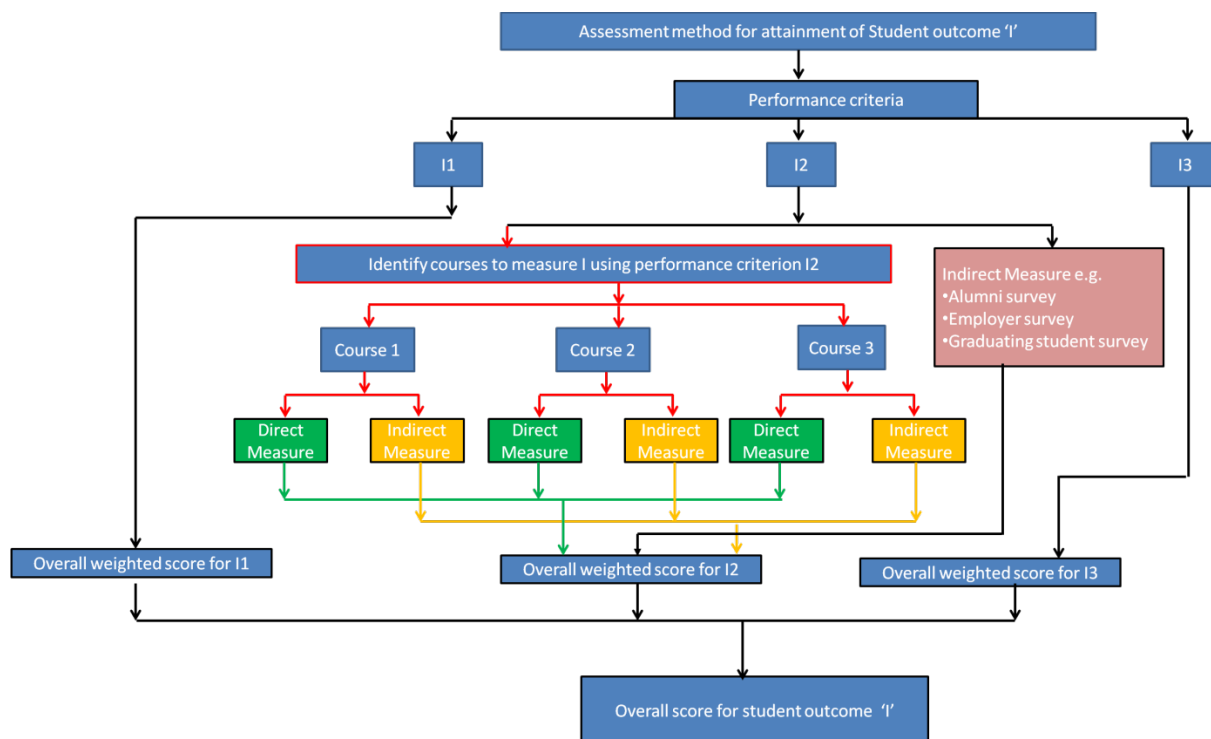 Assessment method for attainment of Student outcome ‘I’
Performance criteria
I1
I2
I3
Identify courses to measure I using performance criterion I2
Indirect Measure e.g.
•Alumni survey
•Employer survey
•Graduating student survey
Course 1
Course 2
Course 3
Direct
Measure
Indirect
Measure
Direct
Measure
Indirect
Measure
Direct
Measure
Indirect
Measure
Overall weighted score for I1
Overall weighted score for I2
Overall weighted score for I3
Overall score for student outcome ‘I’